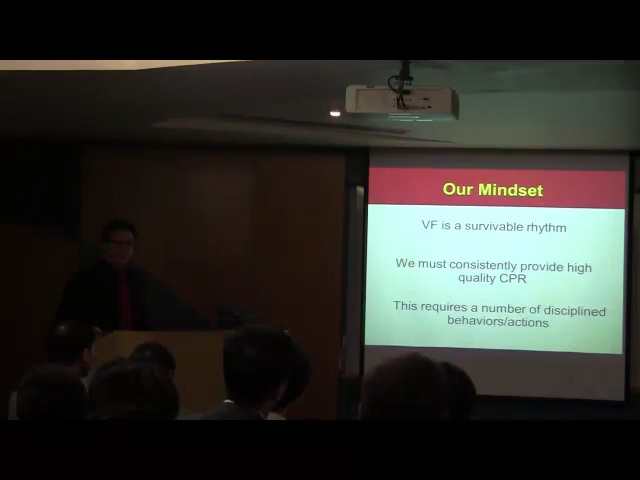 Our Mindset
VF is a survivable rhythm
We must consistently provide high
quality CPR
This requires a number of disciplined
behaviors/actions